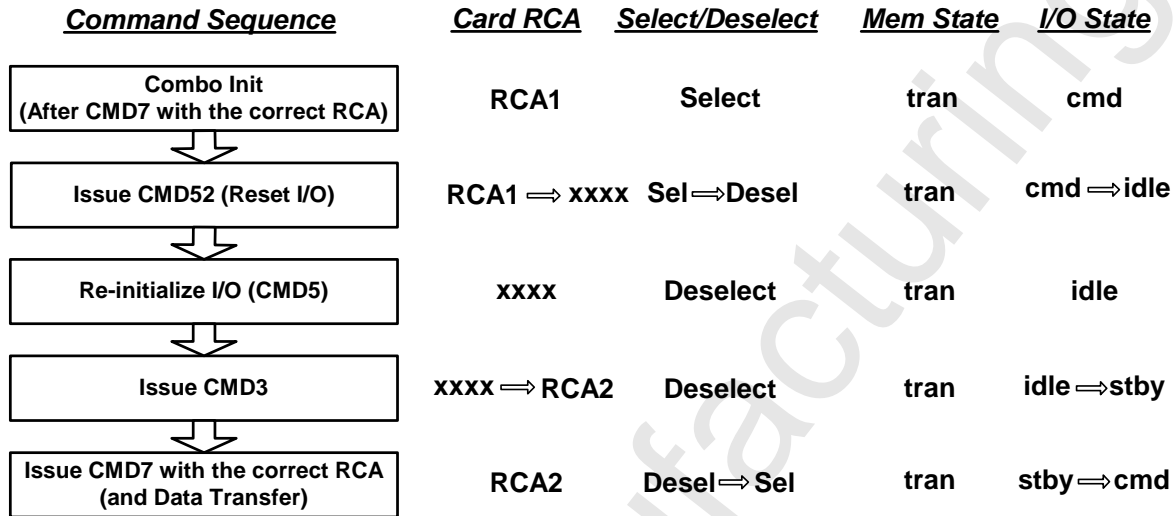 Command Sequence Card RCA Select/Deselect Mem State I/O State
Combo Init
(After CMD7 with the correct RCA) RCA1 Select tran cmd
Issue CMD52 (Reset I/O) RCA1 ⇒ xxxx Sel⇒Desel tran cmd ⇒idle
Re-initialize I/O (CMD5) xxxx Deselect tran idle
Issue CMD3 xxxx ⇒ RCA2 Deselect tran idle ⇒stby
Issue CMD7 with the correct RCA
(and Data Transfer) RCA2 Desel⇒ Sel tran stby ⇒cmd